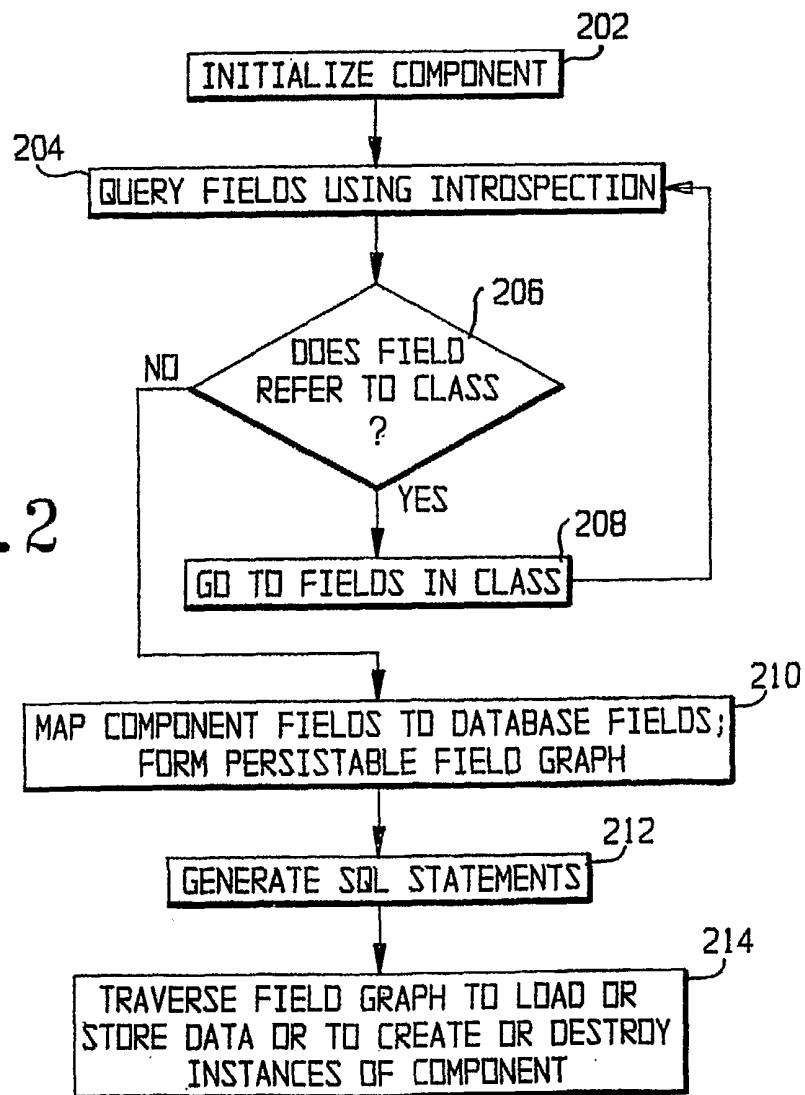 202
INITIALIZE COMPONENT
204
QUERY FIELDS USING INTROSPECTION
206
DOES FIELD
REFER TO CLASS
?
NO
YES
.2
208
GO TO FIELDS IN CLASS
210
MAP COMPONENT FIELDS TO DATABASE FIELDS;
FORM PERSISTABLE FIELD GRAPH
212
GENERATE SQL STATEMENTS
214
TRAVERSE FIELD GRAPH TO LOAD OR
STORE DATA OR TO CREATE OR DESTROY
INSTANCES OF COMPONENT